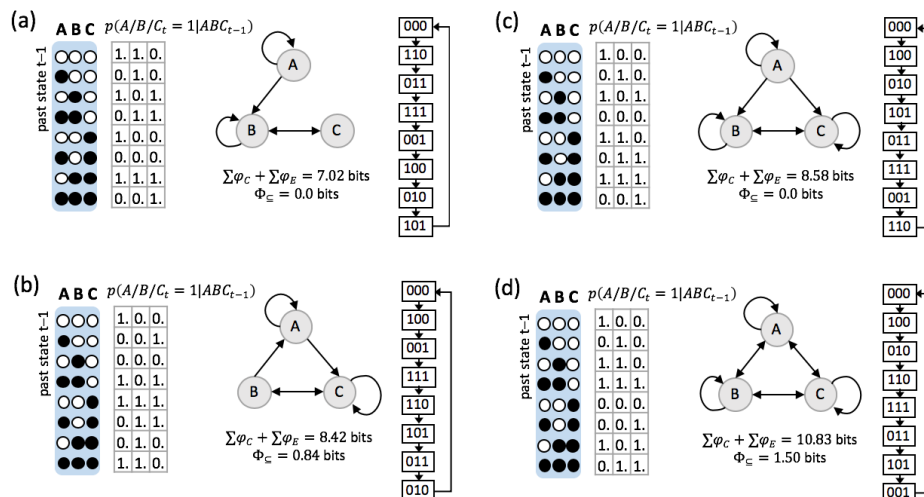 (a)
A B C p(A/B/C_t = 1|ABC_{t−1})
past state t−1
1. 1. 0.
0. 1. 0.
1. 0. 1.
0. 0. 1.
1. 0. 0.
0. 0. 0.
1. 1. 1.
0. 0. 1.
A
B
C
∑φ_C + ∑φ_E = 7.02 bits
Φ_⊆ = 0.0 bits
000
110
011
111
001
100
010
101
(c)
A B C p(A/B/C_t = 1|ABC_{t−1})
past state t−1
1. 0. 0.
0. 1. 0.
1. 0. 1.
0. 0. 1.
1. 1. 0.
0. 1. 1.
1. 1. 1.
0. 0. 1.
A
B
C
∑φ_C + ∑φ_E = 8.58 bits
Φ_⊆ = 0.0 bits
000
100
010
101
011
111
001
110
(b)
A B C p(A/B/C_t = 1|ABC_{t−1})
past state t−1
1. 0. 0.
0. 0. 1.
0. 0. 0.
1. 0. 1.
1. 1. 1.
0. 1. 1.
0. 1. 0.
1. 1. 0.
A
B
C
∑φ_C + ∑φ_E = 8.42 bits
Φ_⊆ = 0.84 bits
000
100
001
111
110
101
011
010
(d)
A B C p(A/B/C_t = 1|ABC_{t−1})
past state t−1
1. 0. 0.
0. 1. 0.
1. 1. 0.
1. 1. 1.
0. 0. 0.
0. 0. 1.
1. 0. 1.
0. 1. 1.
A
B
C
∑φ_C + ∑φ_E = 10.83 bits
Φ_⊆ = 1.50 bits
000
100
010
110
111
011
101
001